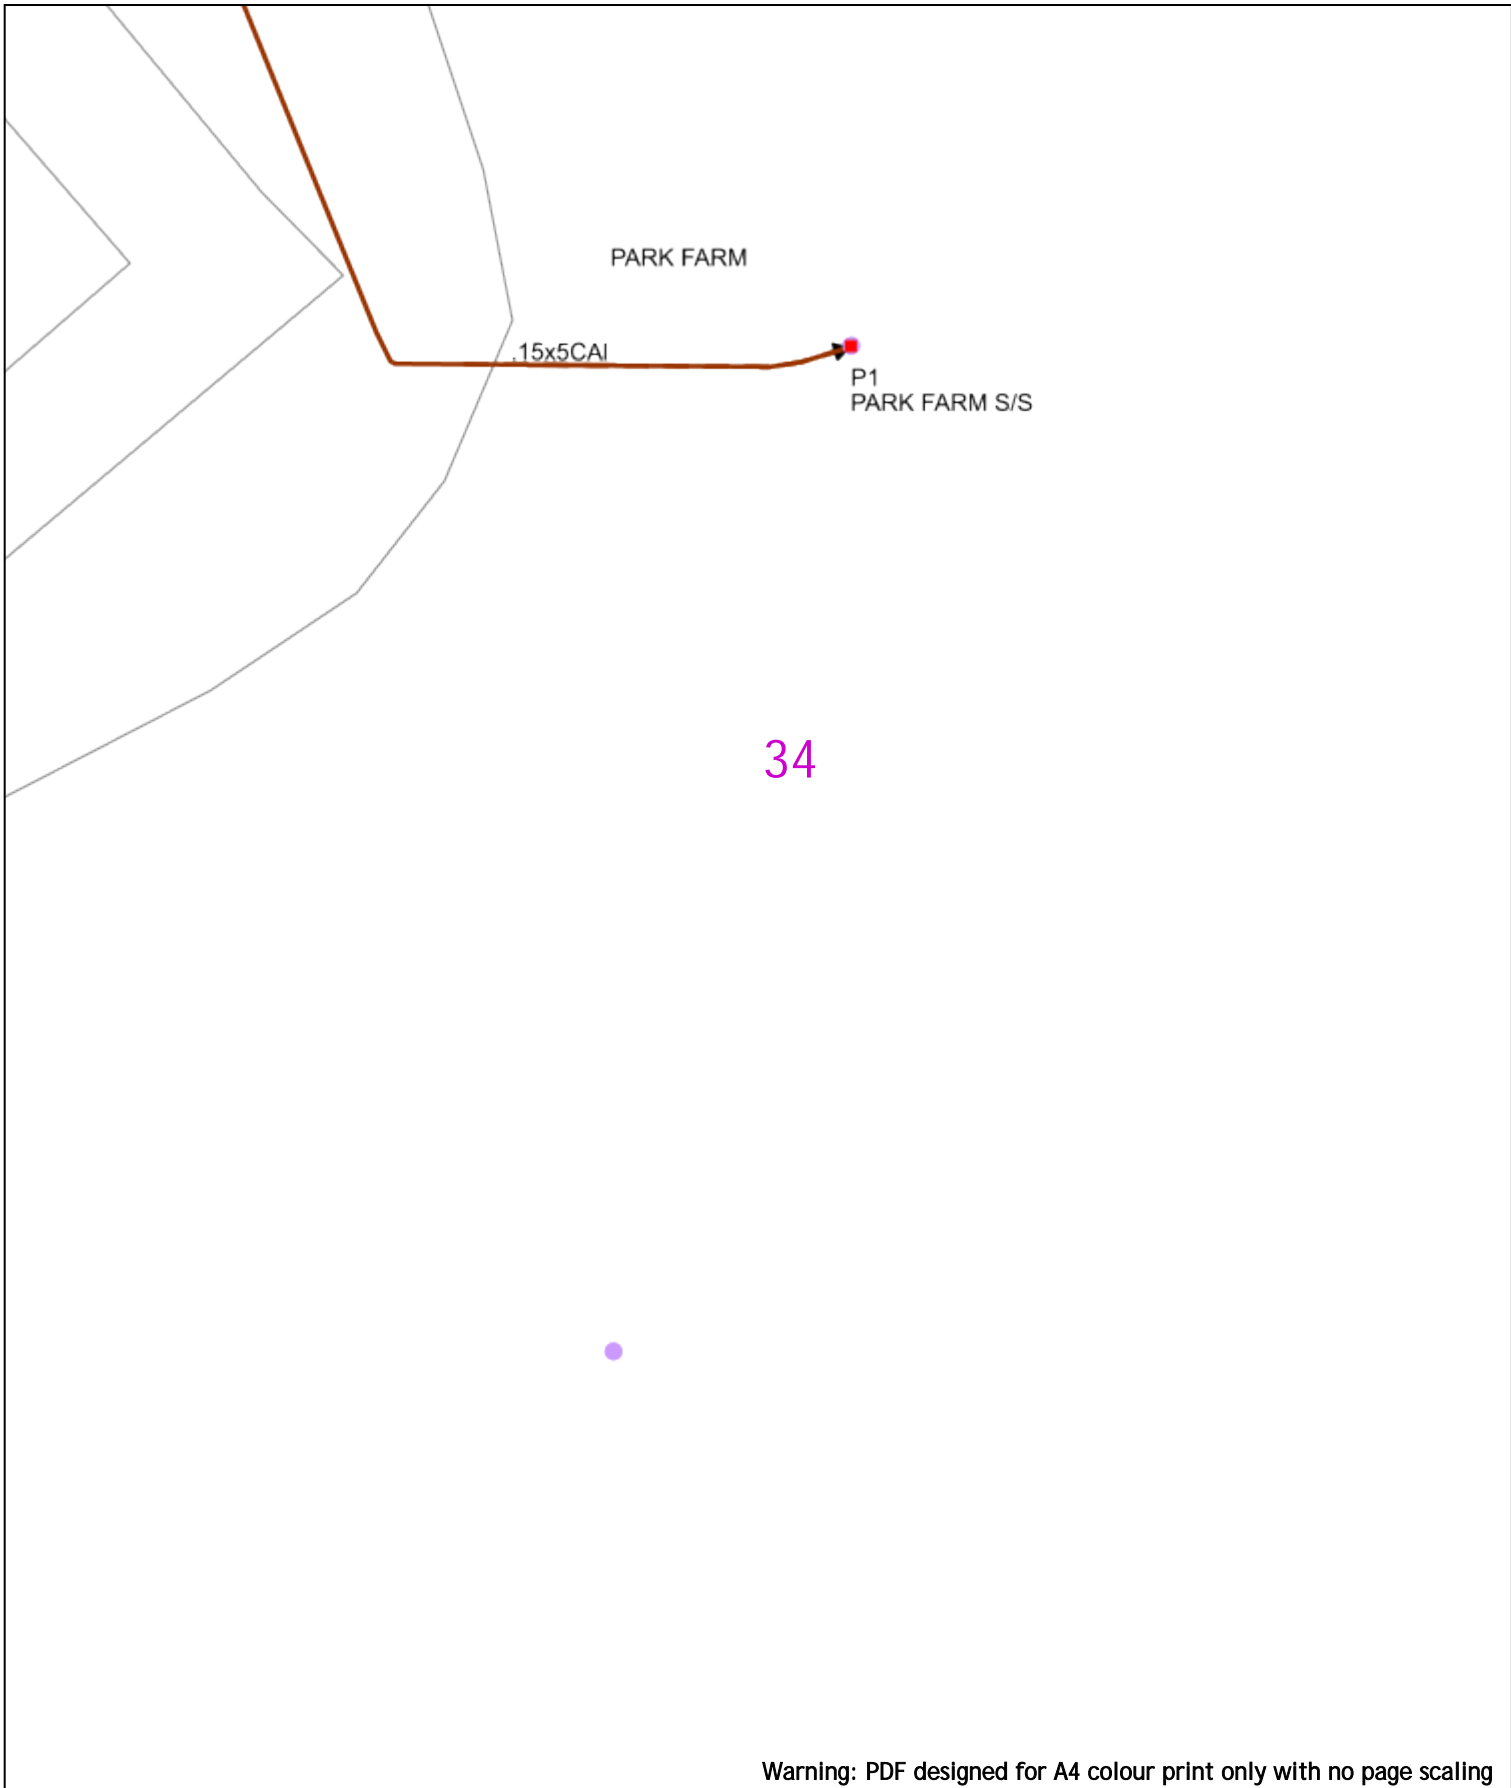 PARK FARM
.15x5CAI
P1
PARK FARM S/S
34
Warning: PDF designed for A4 colour print only with no page scaling